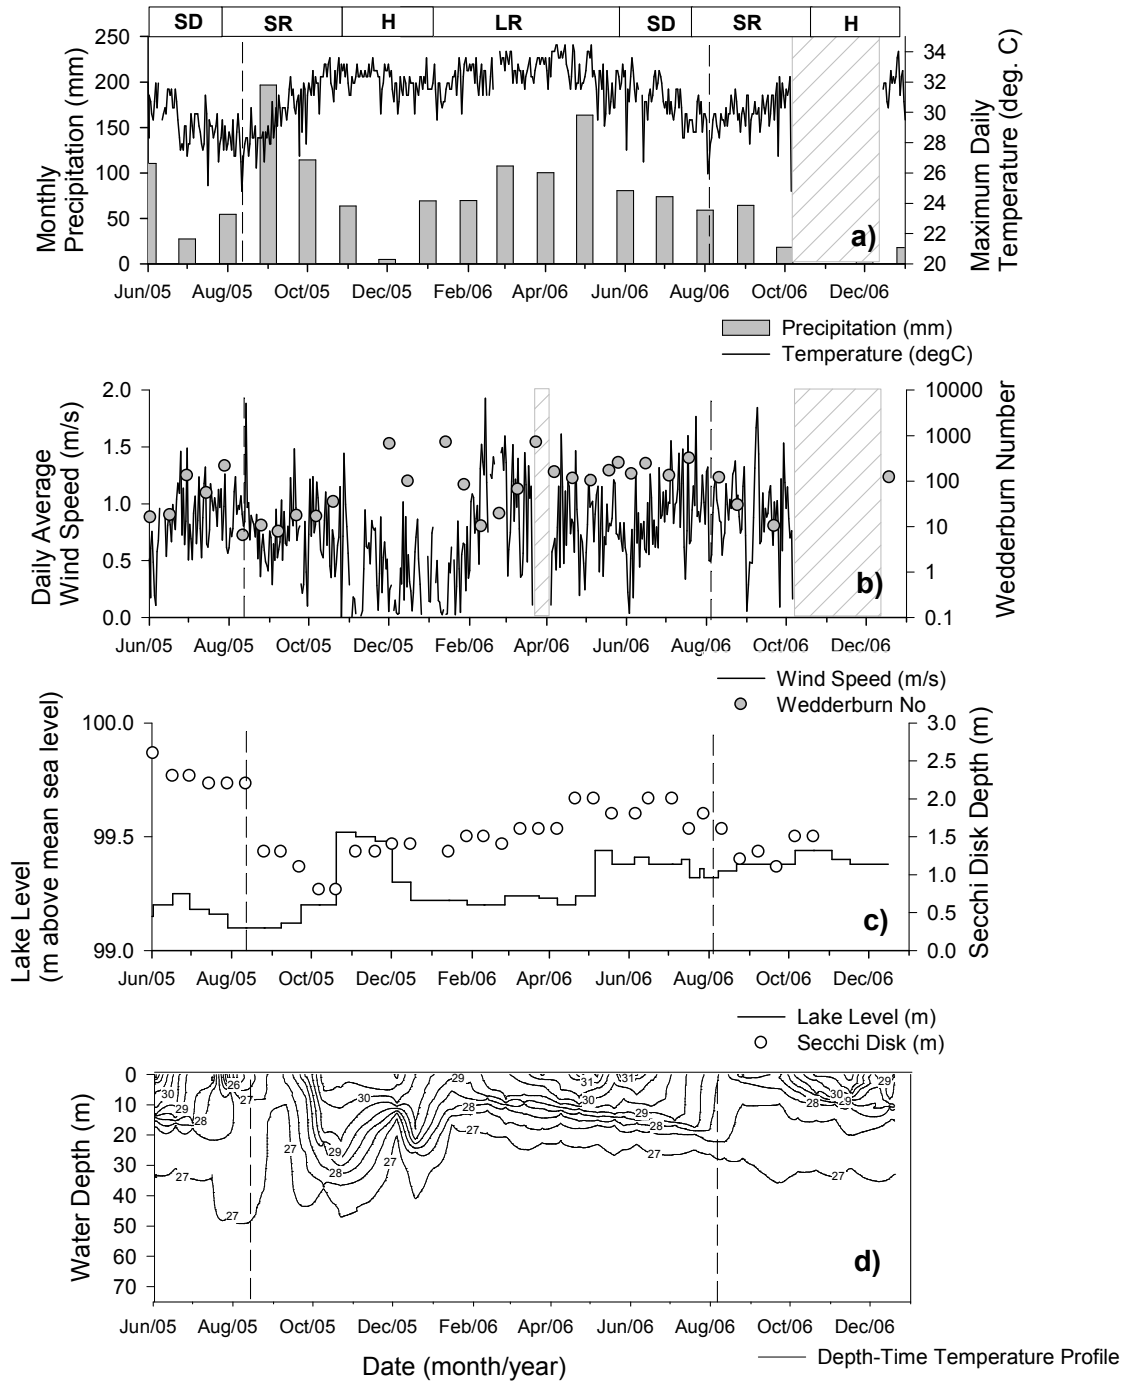 SD SR H LR SD SR H
250
200
150
100
50
0
Monthly
Precipitation (mm)
34
32
30
28
26
24
22
20
Maximum Daily
Temperature (deg. C)
a)
Jun/05 Aug/05 Oct/05 Dec/05 Feb/06 Apr/06 Jun/06 Aug/06 Oct/06 Dec/06
Precipitation (mm)
Temperature (degC)
2.0
1.5
1.0
0.5
0.0
Daily Average
Wind Speed (m/s)
10000
1000
100
10
1
0.1
Wedderburn Number
b)
Jun/05 Aug/05 Oct/05 Dec/05 Feb/06 Apr/06 Jun/06 Aug/06 Oct/06 Dec/06
Wind Speed (m/s)
Wedderburn No
100.0
99.5
99.0
Lake Level
(m above mean sea level)
3.0
2.5
2.0
1.5
1.0
0.5
0.0
Secchi Disk Depth (m)
c)
Jun/05 Aug/05 Oct/05 Dec/05 Feb/06 Apr/06 Jun/06 Aug/06 Oct/06 Dec/06
Lake Level (m)
Secchi Disk (m)
0
10
20
30
40
50
60
70
Water Depth (m)
30 29 28 27 26 27 27
27 29 28 30 27
29 28 27
31 30 31 29 28 27
28 30 29 29 27
d)
Jun/05 Aug/05 Oct/05 Dec/05 Feb/06 Apr/06 Jun/06 Aug/06 Oct/06 Dec/06
Date (month/year)
Depth-Time Temperature Profile